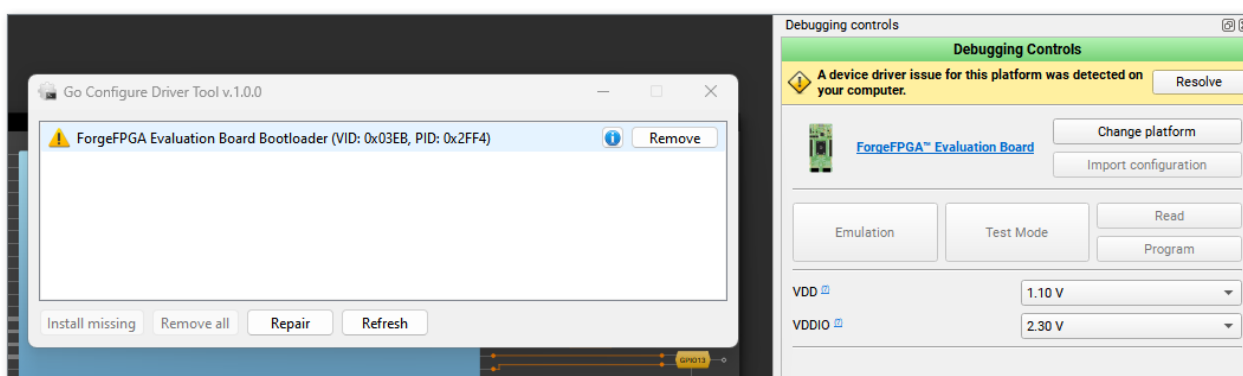 Debugging controls
Debugging Controls
A device driver issue for this platform was detected on
your computer.
Resolve
Go Configure Driver Tool v.1.0.0
ForgeFPGA Evaluation Board Bootloader (VID: 0x03EB, PID: 0x2FF4)
Remove
Install missing
Remove all
Repair
Refresh
ForgeFPGA™ Evaluation Board
Change platform
Import configuration
Emulation
Test Mode
Read
Program
VDD
1.10 V
VDDIO
2.30 V
GPIO13